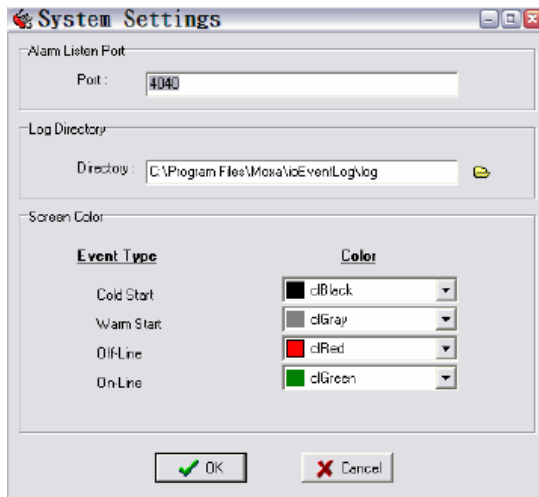 System Settings
Alarm Listen Port
Port :
4040
Log Directory
Directory :
C:\Program Files\Moxa\ioEventLog\log
Screen Color
Event Type Color
Cold Start clBlack
Warm Start clGray
Off-Line clRed
On-Line clGreen
OK Cancel